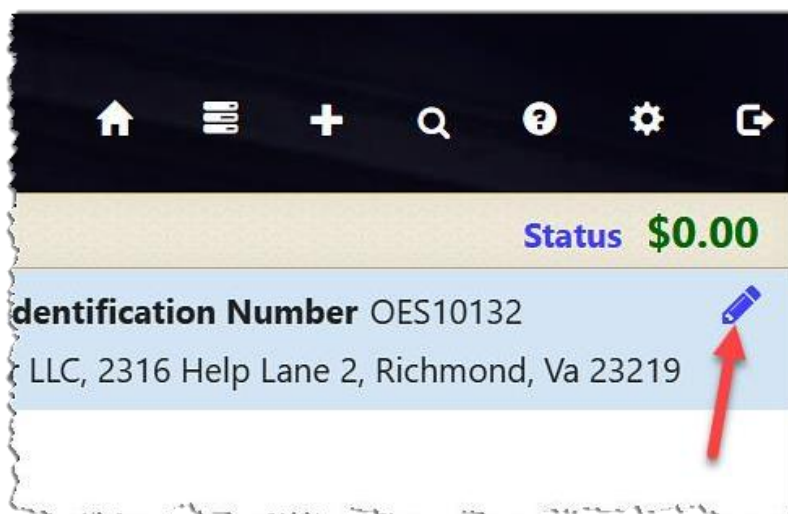 Status $0.00
dentification Number OES10132
LLC, 2316 Help Lane 2, Richmond, Va 23219